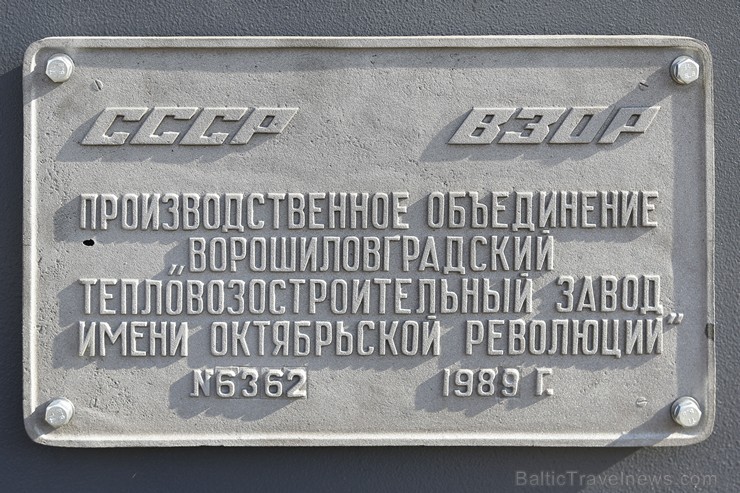 СССР ВЗОР
ПРОИЗВОДСТВЕННОЕ ОБЪЕДИНЕНИЕ
„ВОРОШИЛОВГРАДСКИЙ
ТЕПЛОВОЗОСТРОИТЕЛЬНЫЙ ЗАВОД
ИМЕНИ ОКТЯБРЬСКОЙ РЕВОЛЮЦИИ"
№6362 1989 Г.
BalticTravelnews.com